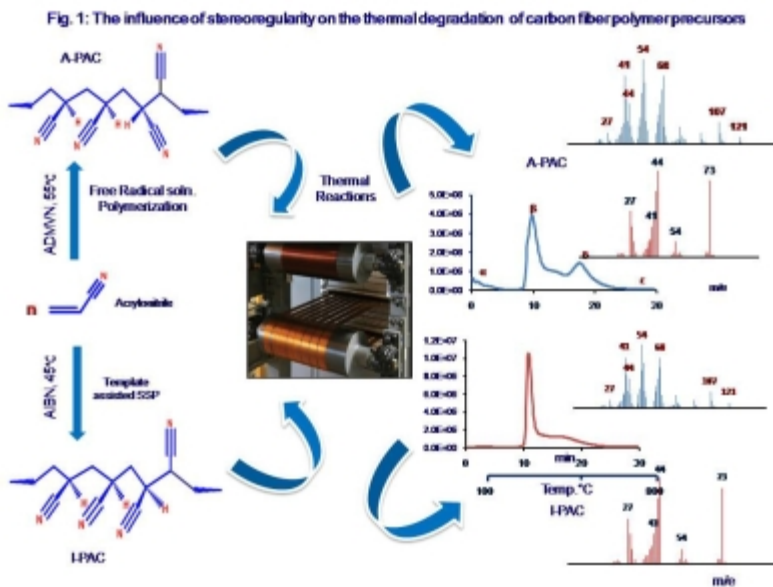 Fig. 1: The influence of stereoregularity on the thermal degradation of carbon fiber polymer precursors
A-PAC
N
N
N
N
H
H
H
ADMVN, 55°C
Free Radical soln.
Polymerization
n
N
Acrylonitrile
AIBN, 45°C
Template
assisted SSP
N
N
N
N
H
H
H
I-PAC
Thermal
Reactions
27
41
44
54
68
107
121
A-PAC
5.0E+06
4.0E+06
3.0E+06
2.0E+06
1.0E+06
0.0E+00
0
10
20
30
α
β
δ
ε
27
41
44
54
73
m/e
1.2E+07
1.0E+07
8.0E+06
6.0E+06
4.0E+06
2.0E+06
0.0E+00
0
10
20
30
min
27
41
44
54
68
107
121
100
Temp.°C
I-PAC
27
43
44
54
73
m/e